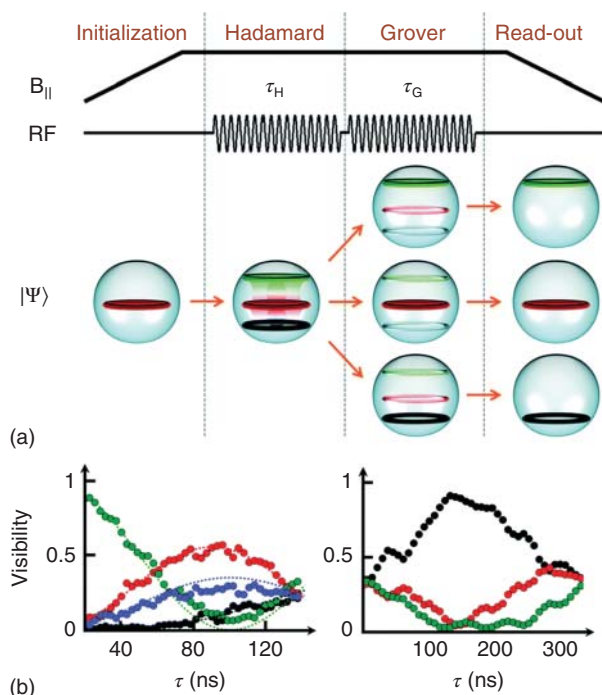 Initialization Hadamard Grover Read-out
B||
τH τG
RF
|Ψ⟩
(a)
1 1
Visibility
0.5 0.5
0 0
40 80 120 100 200 300
τ (ns) τ (ns)
(b)